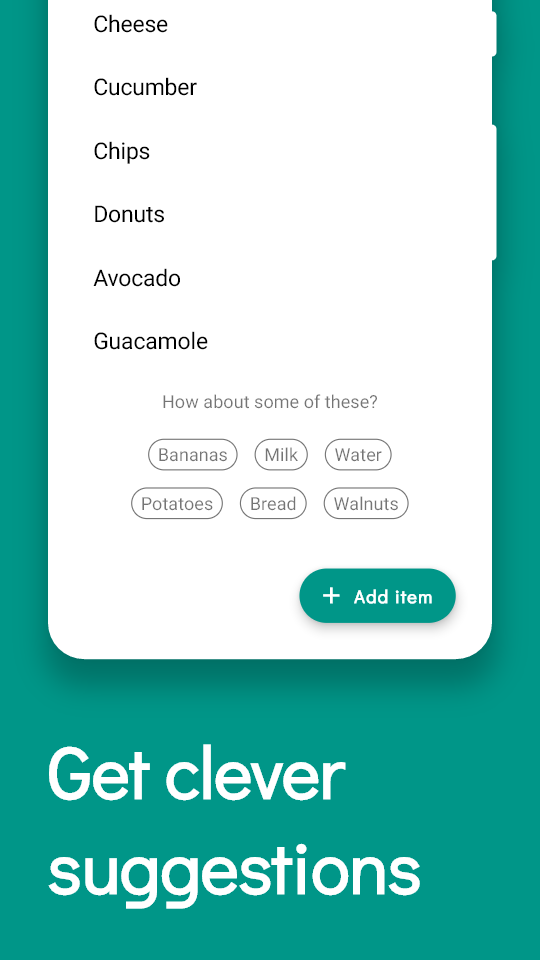 Cheese
Cucumber
Chips
Donuts
Avocado
Guacamole
How about some of these?
Bananas Milk Water
Potatoes Bread Walnuts
+ Add item
Get clever
suggestions